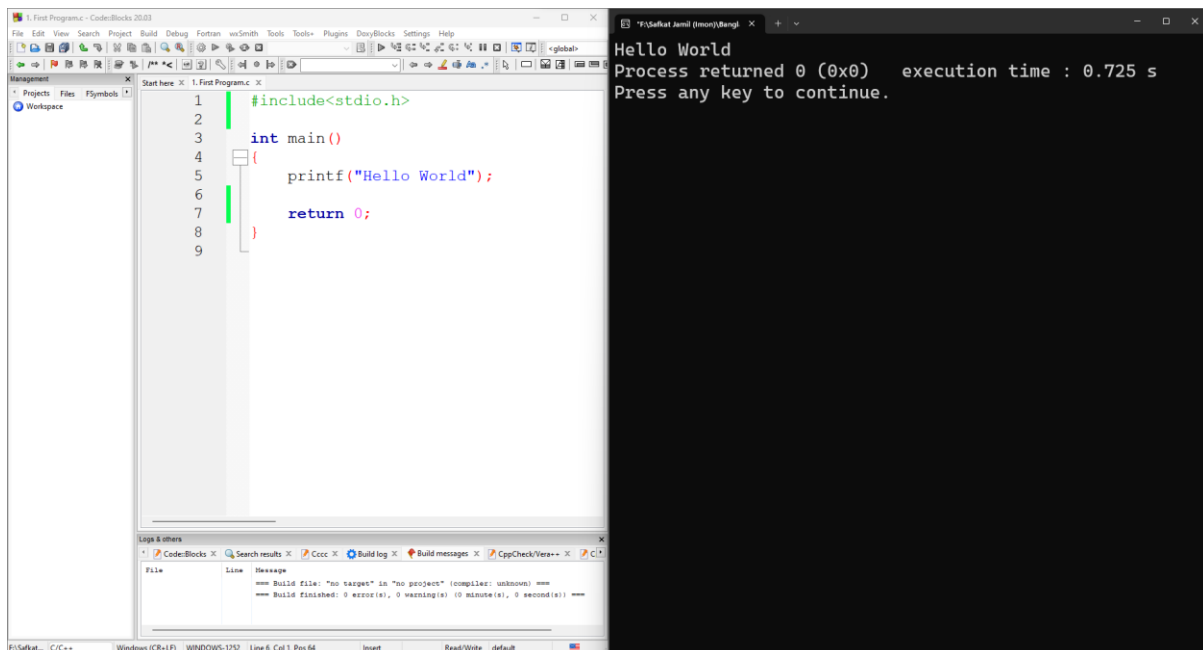 1. First Program.c - Code::Blocks 20.03
File Edit View Search Project Build Debug Fortran wxSmith Tools Tools+ Plugins DoxyBlocks Settings Help
<global>
Management
Projects Files FSymbols
Workspace
Start here 1. First Program.c
1 #include<stdio.h>
2
3 int main()
4 {
5 printf("Hello World");
6
7 return 0;
8 }
9
Logs & others
Code::Blocks Search results Cccc Build log Build messages CppCheck/Vera++ C
File Line Message
=== Build file: "no target" in "no project" (compiler: unknown) ===
=== Build finished: 0 error(s), 0 warning(s) (0 minute(s), 0 second(s)) ===
F:\Safkat... C/C++ Windows (CR+LF) WINDOWS-1252 Line 6, Col 1, Pos 64 Insert Read/Write default
"F:\Safkat Jamil (Imon)\Bangl
Hello World
Process returned 0 (0x0) execution time : 0.725 s
Press any key to continue.